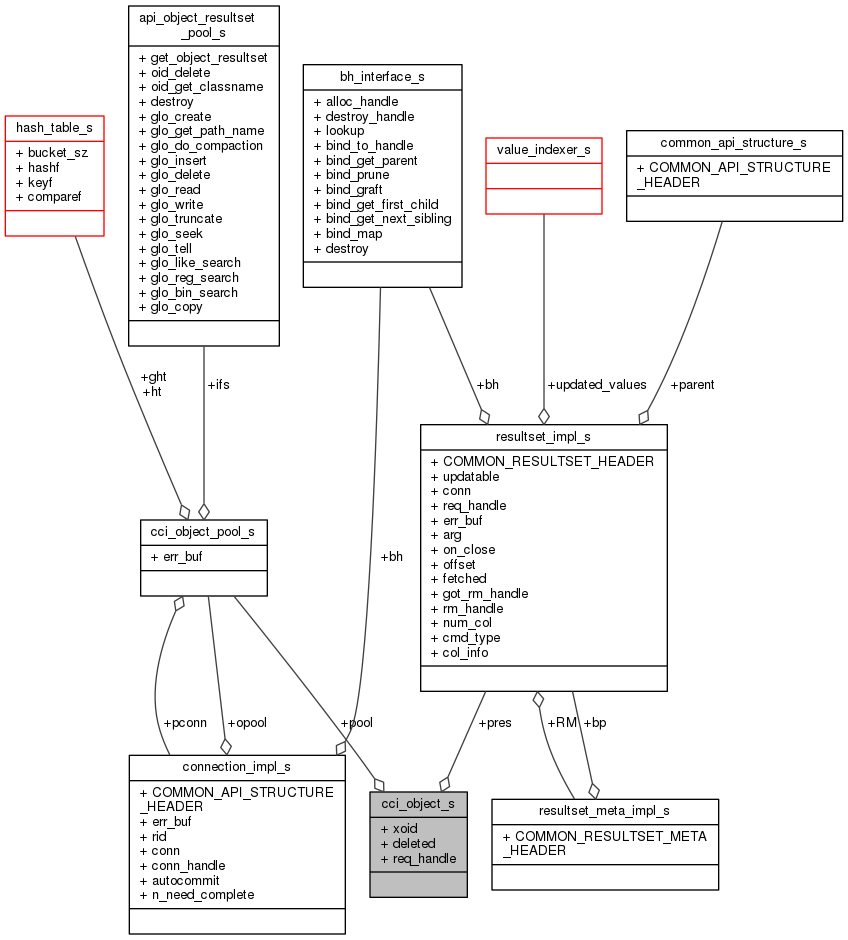 api_object_resultset
_pool_s
+ get_object_resultset
+ oid_delete
+ oid_get_classname
+ destroy
+ glo_create
+ glo_get_path_name
+ glo_do_compaction
+ glo_insert
+ glo_delete
+ glo_read
+ glo_write
+ glo_truncate
+ glo_seek
+ glo_tell
+ glo_like_search
+ glo_reg_search
+ glo_bin_search
+ glo_copy
bh_interface_s
+ alloc_handle
+ destroy_handle
+ lookup
+ bind_to_handle
+ bind_get_parent
+ bind_prune
+ bind_graft
+ bind_get_first_child
+ bind_get_next_sibling
+ bind_map
+ destroy
hash_table_s
+ bucket_sz
+ hashf
+ keyf
+ comparef
value_indexer_s
common_api_structure_s
+ COMMON_API_STRUCTURE
_HEADER
+ght
+ht
+ifs
+bh
+updated_values
+parent
resultset_impl_s
+ COMMON_RESULTSET_HEADER
+ updatable
+ conn
+ req_handle
+ err_buf
+ arg
+ on_close
+ offset
+ fetched
+ got_rm_handle
+ rm_handle
+ num_col
+ cmd_type
+ col_info
cci_object_pool_s
+ err_buf
+bh
+pconn
+opool
+pool
+pres
+RM
+bp
connection_impl_s
+ COMMON_API_STRUCTURE
_HEADER
+ err_buf
+ rid
+ conn
+ conn_handle
+ autocommit
+ n_need_complete
cci_object_s
+ xoid
+ deleted
+ req_handle
resultset_meta_impl_s
+ COMMON_RESULTSET_META
_HEADER